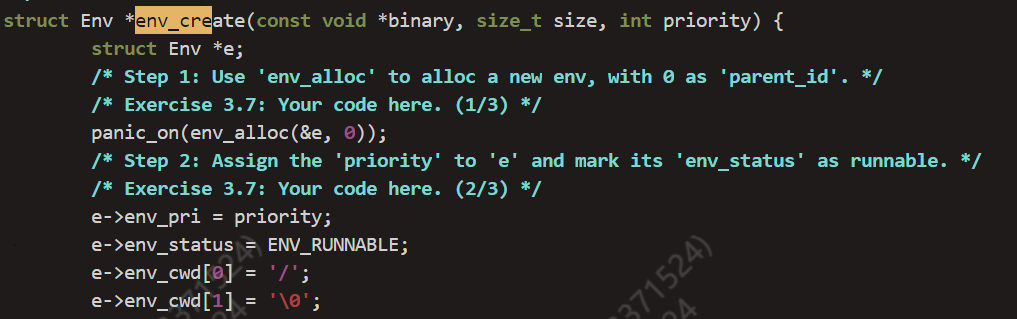 struct Env *env_create(const void *binary, size_t size, int priority) {
struct Env *e;
/* Step 1: Use 'env_alloc' to alloc a new env, with 0 as 'parent_id'. */
/* Exercise 3.7: Your code here. (1/3) */
panic_on(env_alloc(&e, 0));
/* Step 2: Assign the 'priority' to 'e' and mark its 'env_status' as runnable. */
/* Exercise 3.7: Your code here. (2/3) */
e->env_pri = priority;
e->env_status = ENV_RUNNABLE;
e->env_cwd[0] = '/';
e->env_cwd[1] = '\0';